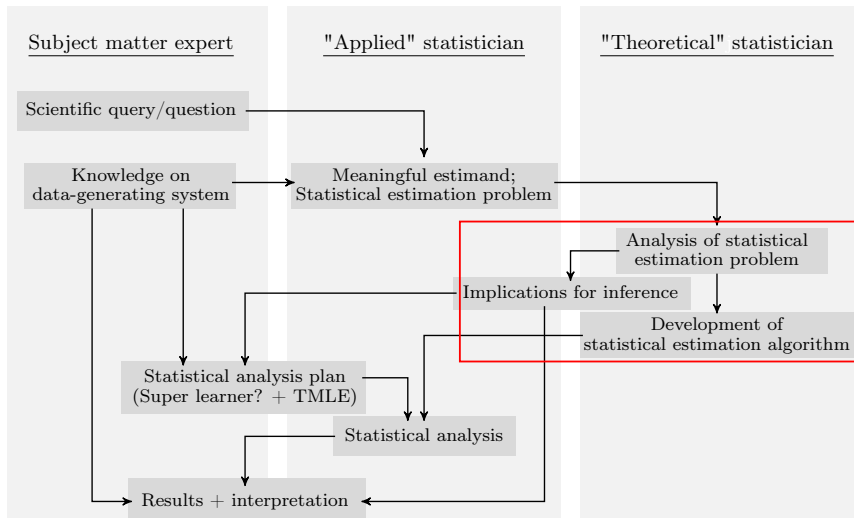 Subject matter expert
"Applied" statistician
"Theoretical" statistician
Scientific query/question
Knowledge on
data-generating system
Meaningful estimand;
Statistical estimation problem
Analysis of statistical
estimation problem
Implications for inference
Development of
statistical estimation algorithm
Statistical analysis plan
(Super learner? + TMLE)
Statistical analysis
Results + interpretation